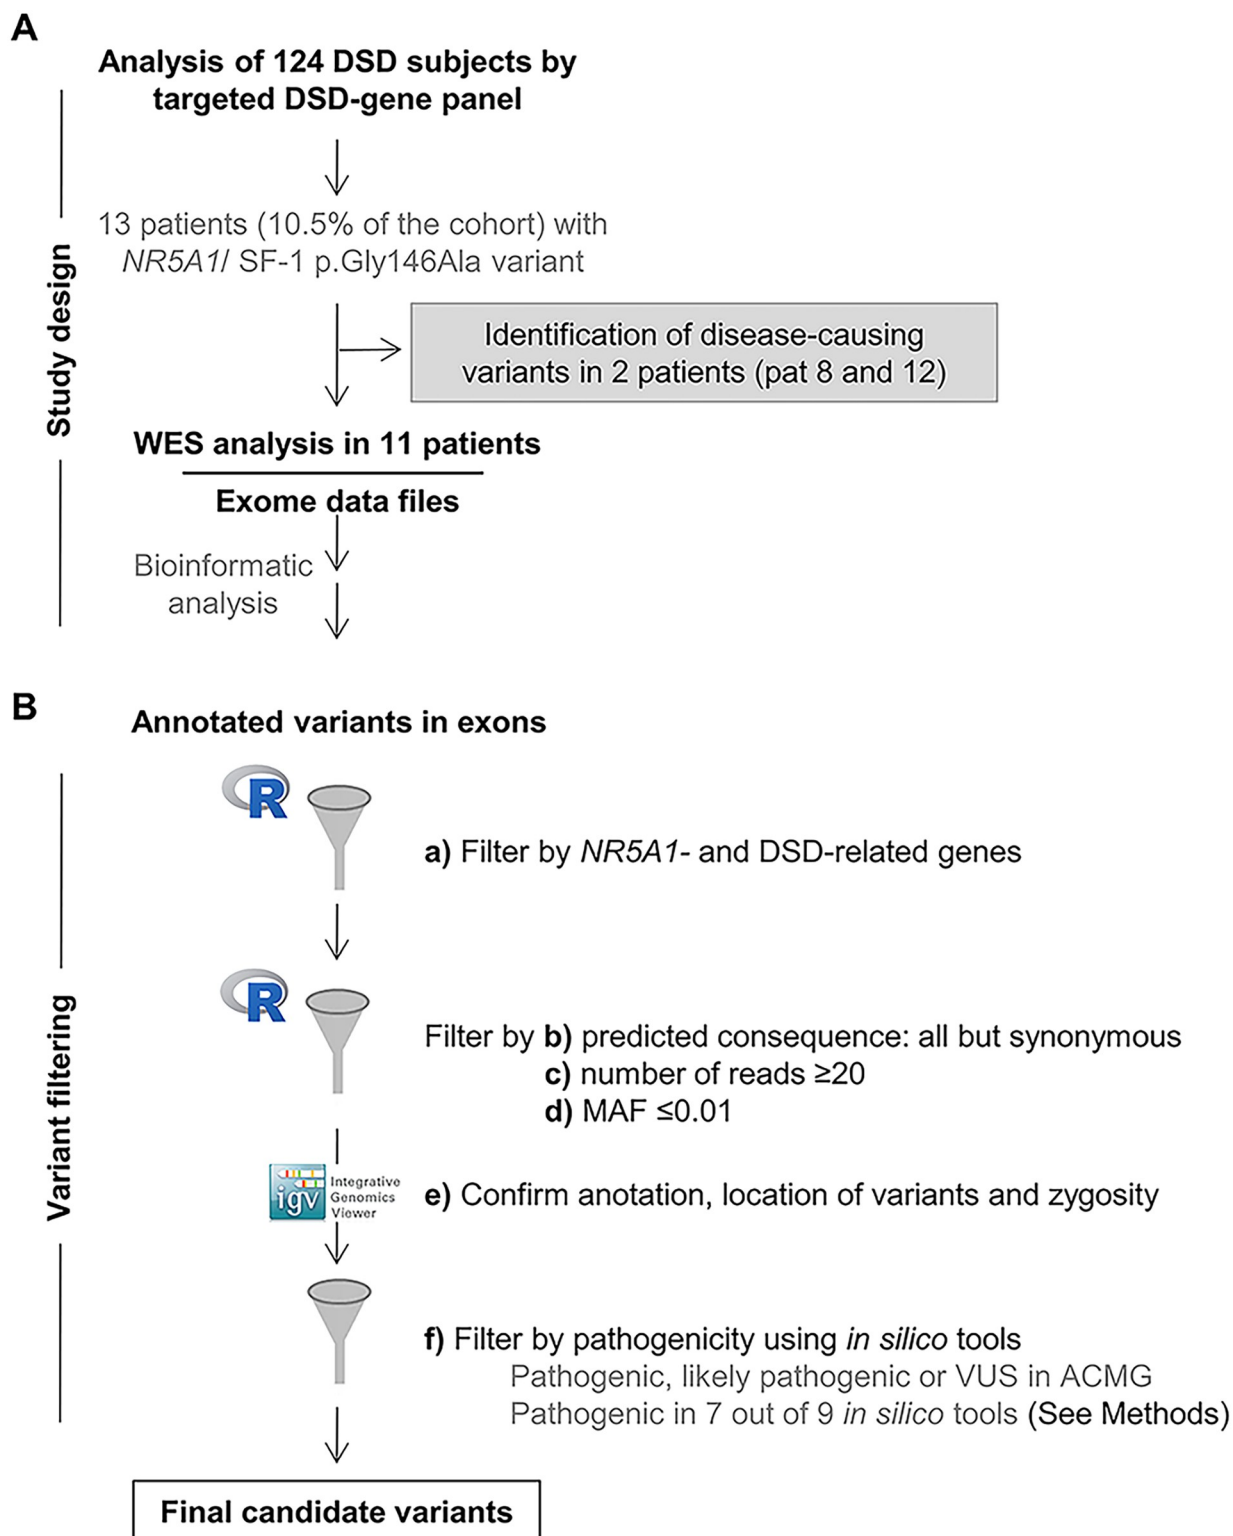 A
Analysis of 124 DSD subjects by
targeted DSD-gene panel
Study design
13 patients (10.5% of the cohort) with
NR5A1/ SF-1 p.Gly146Ala variant
Identification of disease-causing
variants in 2 patients (pat 8 and 12)
WES analysis in 11 patients
Exome data files
Bioinformatic
analysis
B
Annotated variants in exons
Variant filtering
R
a) Filter by NR5A1- and DSD-related genes
R
Filter by b) predicted consequence: all but synonymous
c) number of reads ≥20
d) MAF ≤0.01
igv
Integrative
Genomics
Viewer
e) Confirm anotation, location of variants and zygosity
f) Filter by pathogenicity using in silico tools
Pathogenic, likely pathogenic or VUS in ACMG
Pathogenic in 7 out of 9 in silico tools (See Methods)
Final candidate variants